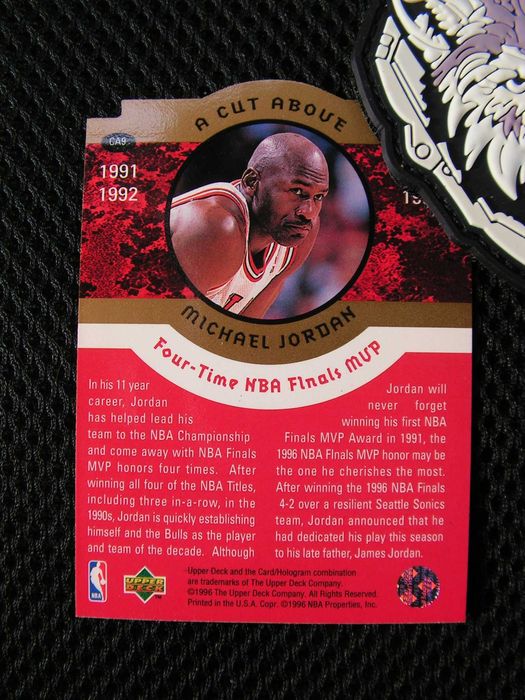 A CUT ABOVE
CA9
1991
1992
MICHAEL JORDAN
Four-Time NBA Finals MVP
In his 11 year
career, Jordan
has helped lead his
team to the NBA Championship
and come away with NBA Finals
MVP honors four times. After
winning all four of the NBA Titles,
including three in-a-row, in the
1990s, Jordan is quickly establishing
himself and the Bulls as the player
and team of the decade. Although
Jordan will
never forget
winning his first NBA
Finals MVP Award in 1991, the
1996 NBA FInals MVP honor may be
the one he cherishes the most.
After winning the 1996 NBA Finals
4-2 over a resilient Seattle Sonics
team, Jordan announced that he
had dedicated his play this season
to his late father, James Jordan.
NBA
UPPER
DECK
TM
Upper Deck and the Card/Hologram combination
are trademarks of The Upper Deck Company.
©1996 The Upper Deck Company. All Rights Reserved.
Printed in the U.S.A. Copr. ©1996 NBA Properties, Inc.